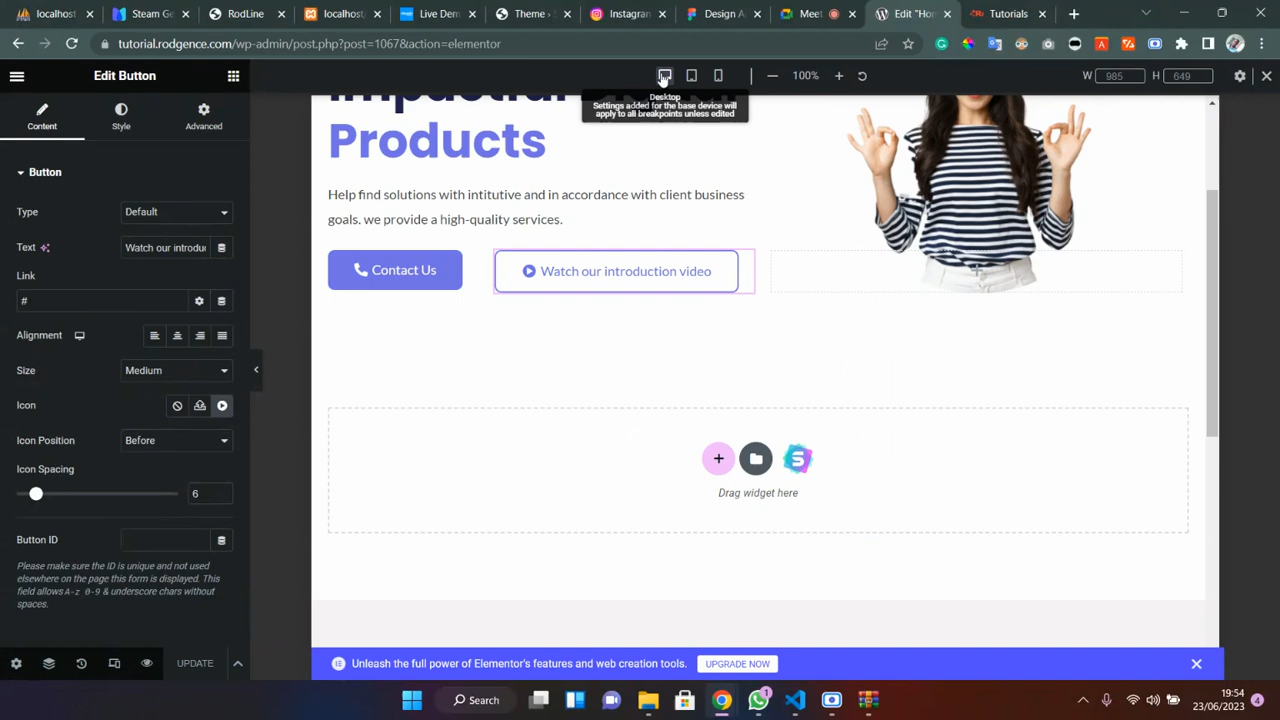 localhost
Steam Ge
RodLine
localhost/
Live Dem
Theme ‹ S
Instagram
Design A
Meet
Edit "Hom
Tutorials
tutorial.rodgence.com/wp-admin/post.php?post=1067&action=elementor
Edit Button
100%
W 985 H 649
Desktop
Settings added for the base device will
apply to all breakpoints unless edited
Content
Style
Advanced
Button
Type
Default
Text
Watch our introdu
Link
#
Alignment
Size
Medium
Icon
Icon Position
Before
Icon Spacing
6
Button ID
Please make sure the ID is unique and not used
elsewhere on the page this form is displayed. This
field allows A-z 0-9 & underscore chars without
spaces.
UPDATE
Products
Help find solutions with intitutive and in accordance with client business
goals. we provide a high-quality services.
Contact Us
Watch our introduction video
Drag widget here
Unleash the full power of Elementor's features and web creation tools.
UPGRADE NOW
Search
1
19:54
23/06/2023
4